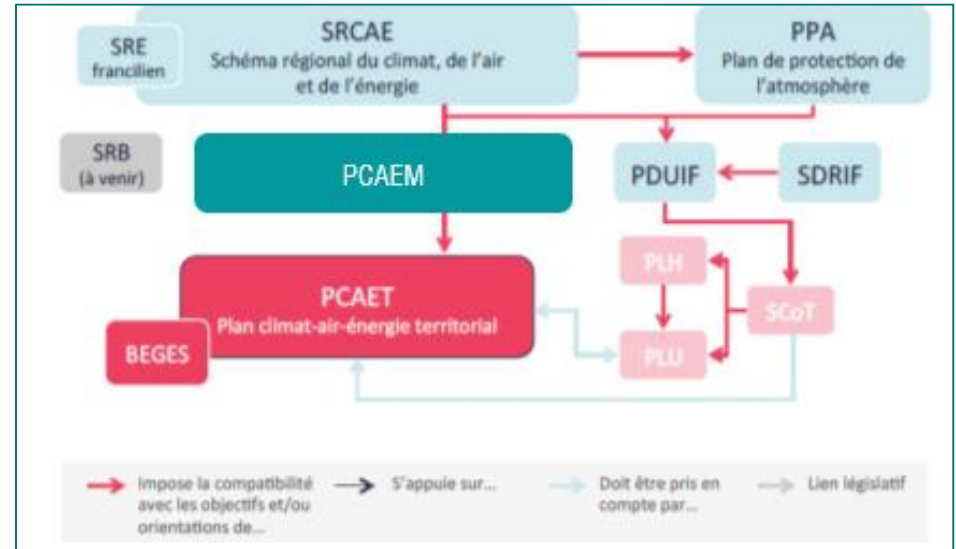 SRE
francilien
SRCAE
Schéma régional du climat, de l'air
et de l'énergie
PPA
Plan de protection de
l'atmosphère
SRB
(à venir)
PCAEM
PDUIF
SDRIF
PLH
SCoT
PLU
PCAET
Plan climat-air-énergie territorial
BEGES
Impose la compatibilité
avec les objectifs et/ou
orientations de...
S'appuie sur...
Doit être pris en
compte par...
Lien législatif